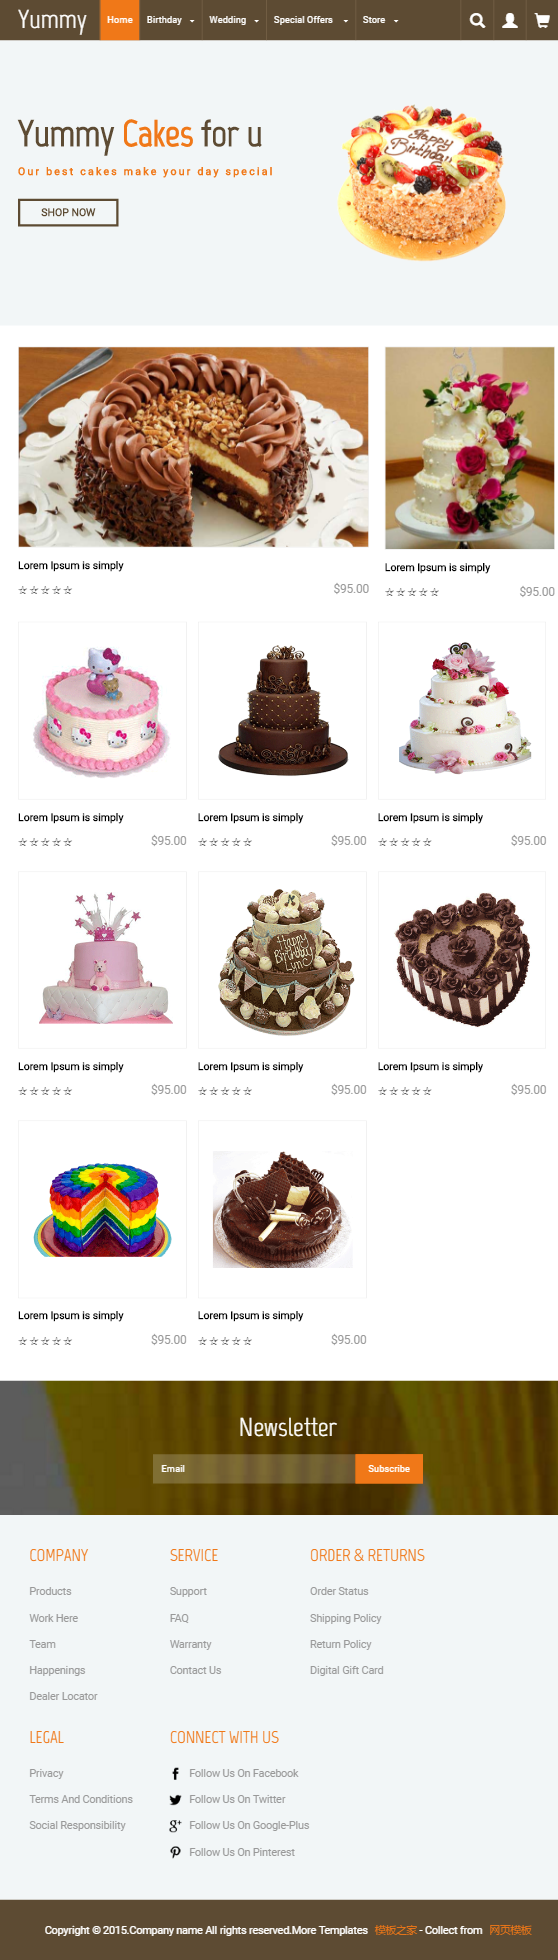 Yummy Home Birthday Wedding Special Offers Store
Yummy Cakes for u
Our best cakes make your day special
SHOP NOW
Happy
Birthday
Lorem Ipsum is simply
☆☆☆☆☆ $95.00
Lorem Ipsum is simply
☆☆☆☆☆ $95.00
Lorem Ipsum is simply Lorem Ipsum is simply Lorem Ipsum is simply
☆☆☆☆☆ $95.00 ☆☆☆☆☆ $95.00 ☆☆☆☆☆ $95.00
Happy
Birthday
Lyn
Lorem Ipsum is simply Lorem Ipsum is simply Lorem Ipsum is simply
☆☆☆☆☆ $95.00 ☆☆☆☆☆ $95.00 ☆☆☆☆☆ $95.00
Lorem Ipsum is simply Lorem Ipsum is simply
☆☆☆☆☆ $95.00 ☆☆☆☆☆ $95.00
Newsletter
Email Subscribe
COMPANY
Products
Work Here
Team
Happenings
Dealer Locator
SERVICE
Support
FAQ
Warranty
Contact Us
ORDER & RETURNS
Order Status
Shipping Policy
Return Policy
Digital Gift Card
LEGAL
Privacy
Terms And Conditions
Social Responsibility
CONNECT WITH US
Follow Us On Facebook
Follow Us On Twitter
Follow Us On Google-Plus
Follow Us On Pinterest
Copyright © 2015.Company name All rights reserved.More Templates 模板之家 - Collect from 网页模板